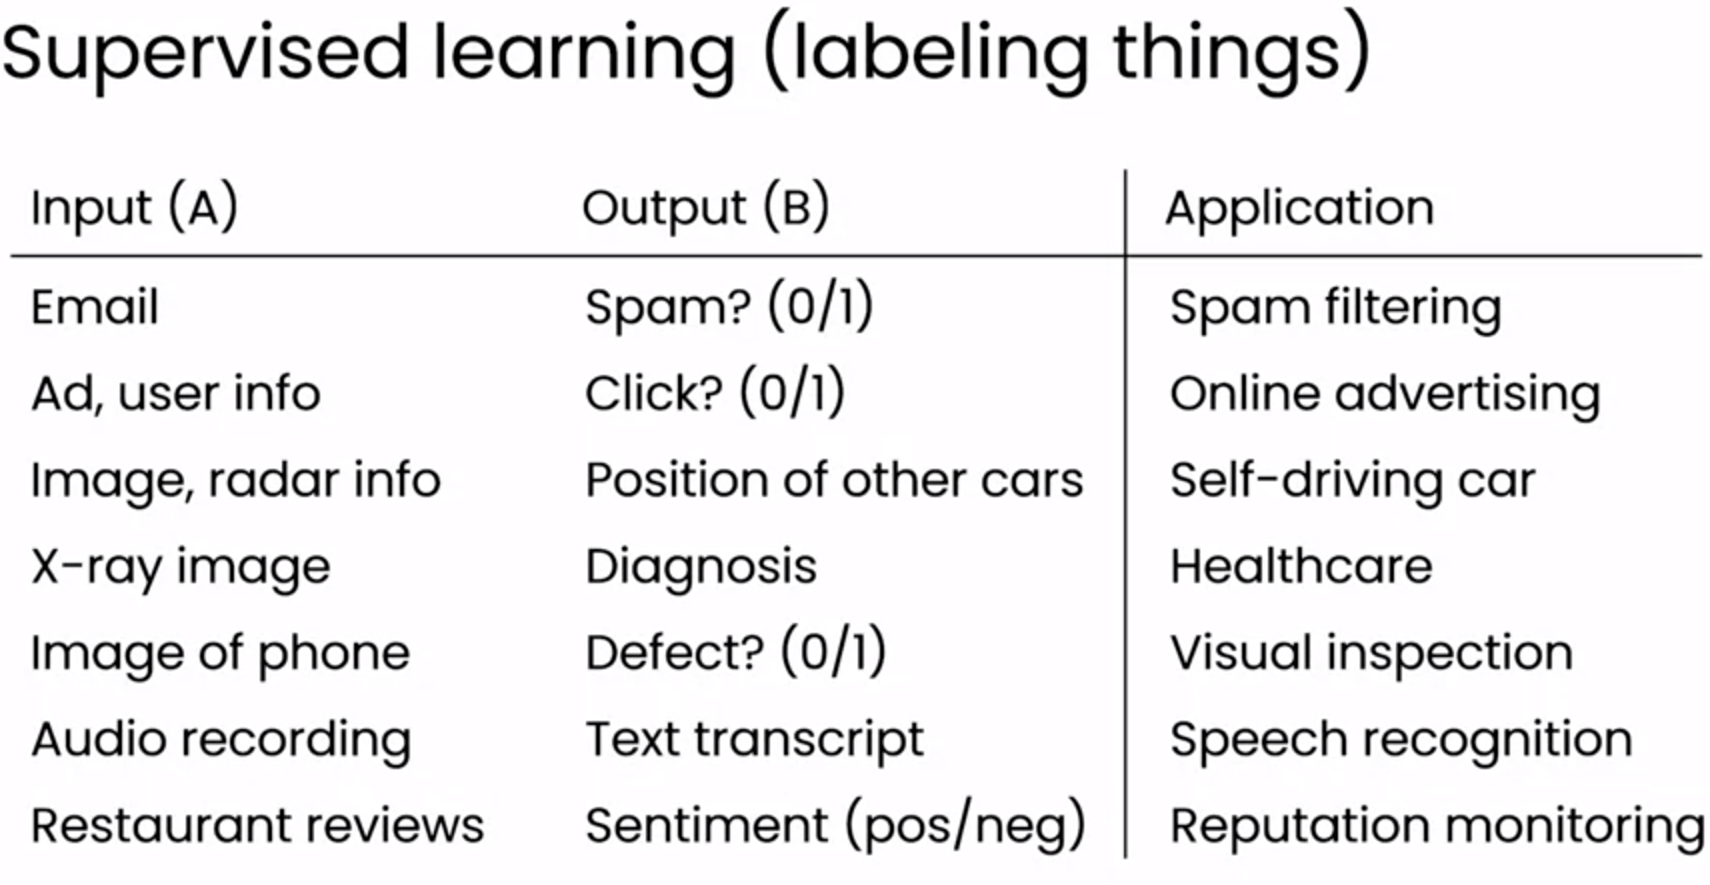 Supervised learning (labeling things)
Input (A) Output (B) Application
Email Spam? (0/1) Spam filtering
Ad, user info Click? (0/1) Online advertising
Image, radar info Position of other cars Self-driving car
X-ray image Diagnosis Healthcare
Image of phone Defect? (0/1) Visual inspection
Audio recording Text transcript Speech recognition
Restaurant reviews Sentiment (pos/neg) Reputation monitoring